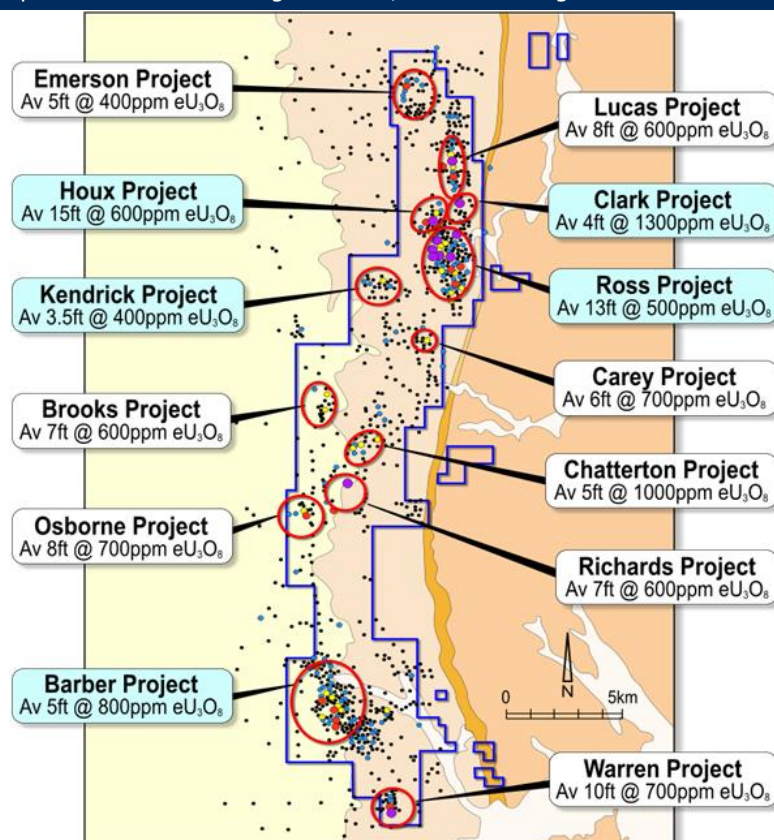 Emerson Project
Av 5ft @ 400ppm eU₃O₈
Lucas Project
Av 8ft @ 600ppm eU₃O₈
Houx Project
Av 15ft @ 600ppm eU₃O₈
Clark Project
Av 4ft @ 1300ppm eU₃O₈
Kendrick Project
Av 3.5ft @ 400ppm eU₃O₈
Ross Project
Av 13ft @ 500ppm eU₃O₈
Carey Project
Av 6ft @ 700ppm eU₃O₈
Brooks Project
Av 7ft @ 600ppm eU₃O₈
Chatterton Project
Av 5ft @ 1000ppm eU₃O₈
Osborne Project
Av 8ft @ 700ppm eU₃O₈
Richards Project
Av 7ft @ 600ppm eU₃O₈
Barber Project
Av 5ft @ 800ppm eU₃O₈
N
0 5km
Warren Project
Av 10ft @ 700ppm eU₃O₈